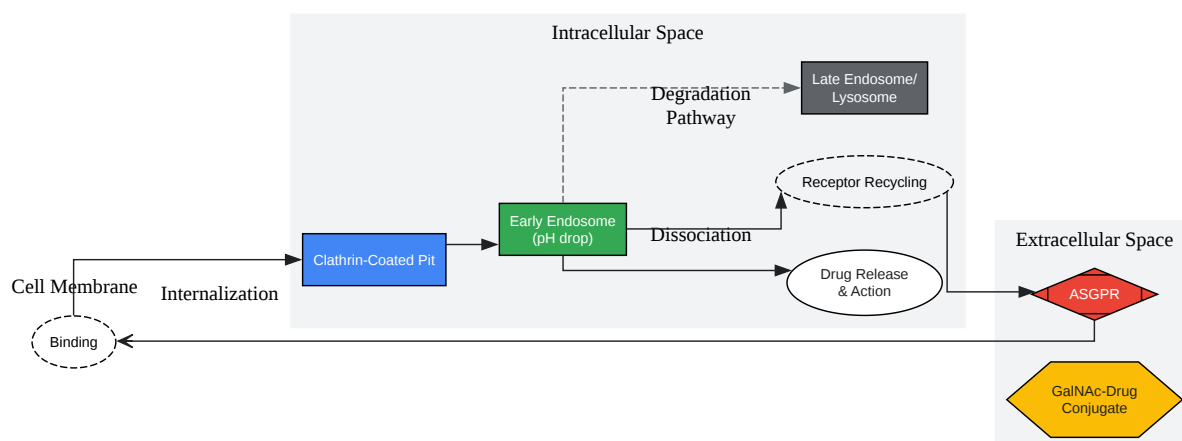 Intracellular Space
Late Endosome/
Lysosome
Degradation
Pathway
Receptor Recycling
Early Endosome
(pH drop)
Dissociation
Extracellular Space
Clathrin-Coated Pit
Drug Release
& Action
Cell Membrane
Internalization
ASGPR
Binding
GalNAc-Drug
Conjugate